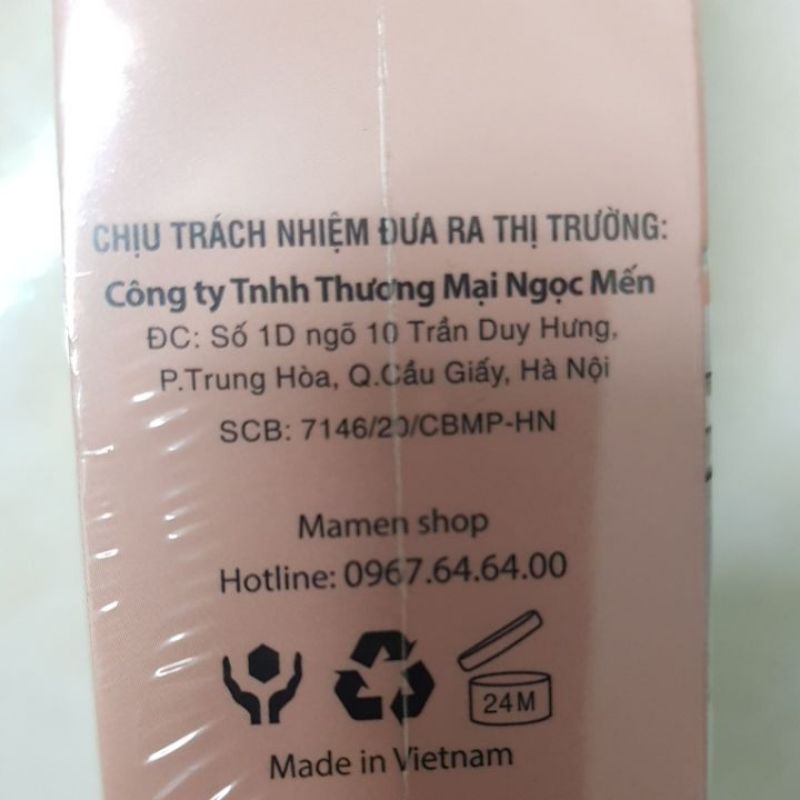 CHỊU TRÁCH NHIỆM ĐƯA RA THỊ TRƯỜNG:
Công ty Tnhh Thương Mại Ngọc Mến
ĐC: Số 1D ngõ 10 Trần Duy Hưng,
P.Trung Hòa, Q.Cầu Giấy, Hà Nội
SCB: 7146/20/CBMP-HN
Mamen shop
Hotline: 0967.64.64.00
24M
Made in Vietnam